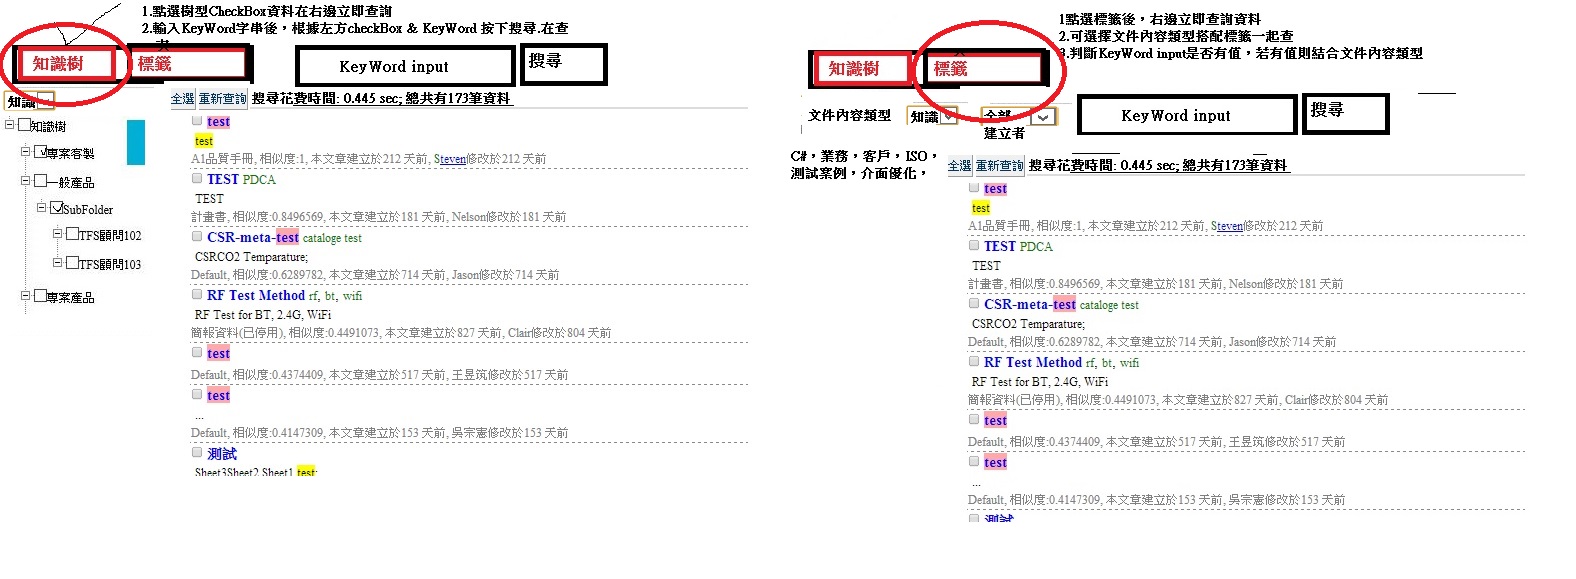 1.點選樹型CheckBox資料在右邊立即查詢
2.輸入KeyWord字串後，根據左方checkBox & KeyWord 按下搜尋.在查
知識樹
標籤
KeyWord input
搜尋
知識
全選 重新查詢 搜尋花費時間: 0.445 sec; 總共有173筆資料
知識樹
專案客製
一般產品
SubFolder
TFS顧問102
TFS顧問103
專案產品
test
test
A1品質手冊, 相似度:1, 本文章建立於212 天前, Steven修改於212 天前
TEST PDCA
TEST
計畫書, 相似度:0.8496569, 本文章建立於181 天前, Nelson修改於181 天前
CSR-meta-test cataloge test
CSRCO2 Temparature;
Default, 相似度:0.6289782, 本文章建立於714 天前, Jason修改於714 天前
RF Test Method rf, bt, wifi
RF Test for BT, 2.4G, WiFi
簡報資料(已停用), 相似度:0.4491073, 本文章建立於827 天前, Clair修改於804 天前
test
Default, 相似度:0.4374409, 本文章建立於517 天前, 王昱筑修改於517 天前
test
...
Default, 相似度:0.4147309, 本文章建立於153 天前, 吳宗憲修改於153 天前
測試
Sheet3Sheet2 Sheet1 test;
1點選標籤後，右邊立即查詢資料
2.可選擇文件內容類型搭配標籤一起查
3.判斷KeyWord input是否有值，若有值則結合文件內容類型
知識樹
標籤
文件內容類型
知識
全部
建立者
KeyWord input
搜尋
C#，業務，客戶，ISO，
測試案例，介面優化，
全選 重新查詢 搜尋花費時間: 0.445 sec; 總共有173筆資料
test
test
A1品質手冊, 相似度:1, 本文章建立於212 天前, Steven修改於212 天前
TEST PDCA
TEST
計畫書, 相似度:0.8496569, 本文章建立於181 天前, Nelson修改於181 天前
CSR-meta-test cataloge test
CSRCO2 Temparature;
Default, 相似度:0.6289782, 本文章建立於714 天前, Jason修改於714 天前
RF Test Method rf, bt, wifi
RF Test for BT, 2.4G, WiFi
簡報資料(已停用), 相似度:0.4491073, 本文章建立於827 天前, Clair修改於804 天前
test
Default, 相似度:0.4374409, 本文章建立於517 天前, 王昱筑修改於517 天前
test
...
Default, 相似度:0.4147309, 本文章建立於153 天前, 吳宗憲修改於153 天前
測試